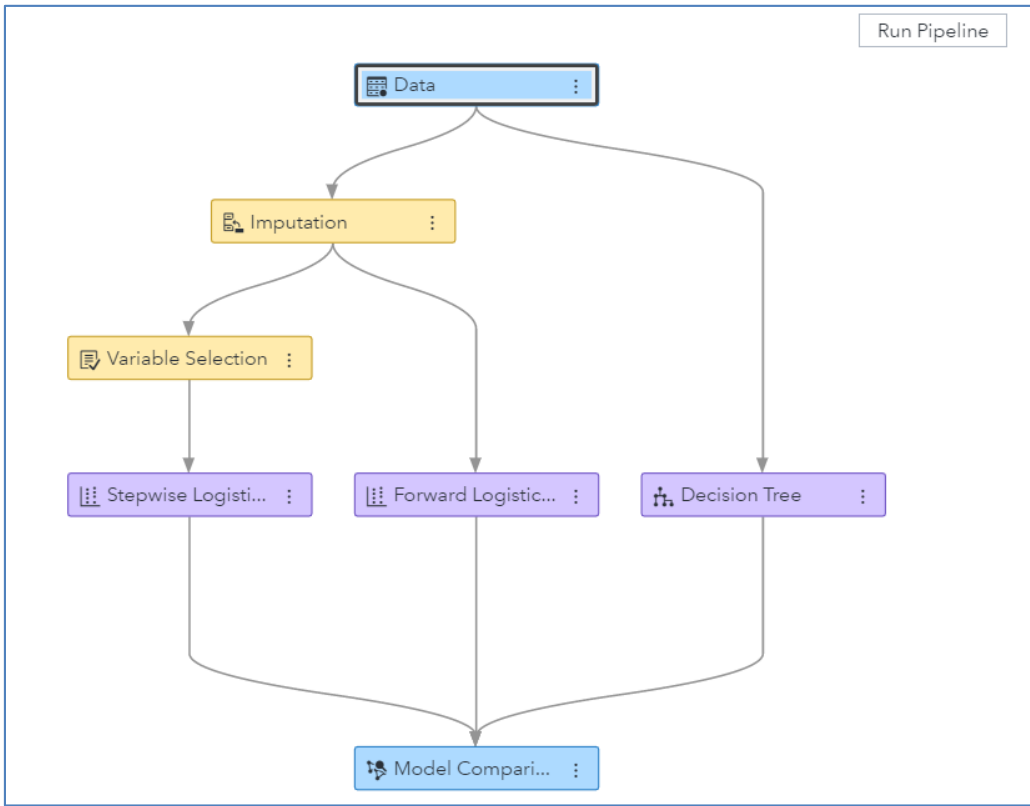 Run Pipeline
Data
Imputation
Variable Selection
Stepwise Logisti...
Forward Logistic...
Decision Tree
Model Compari...